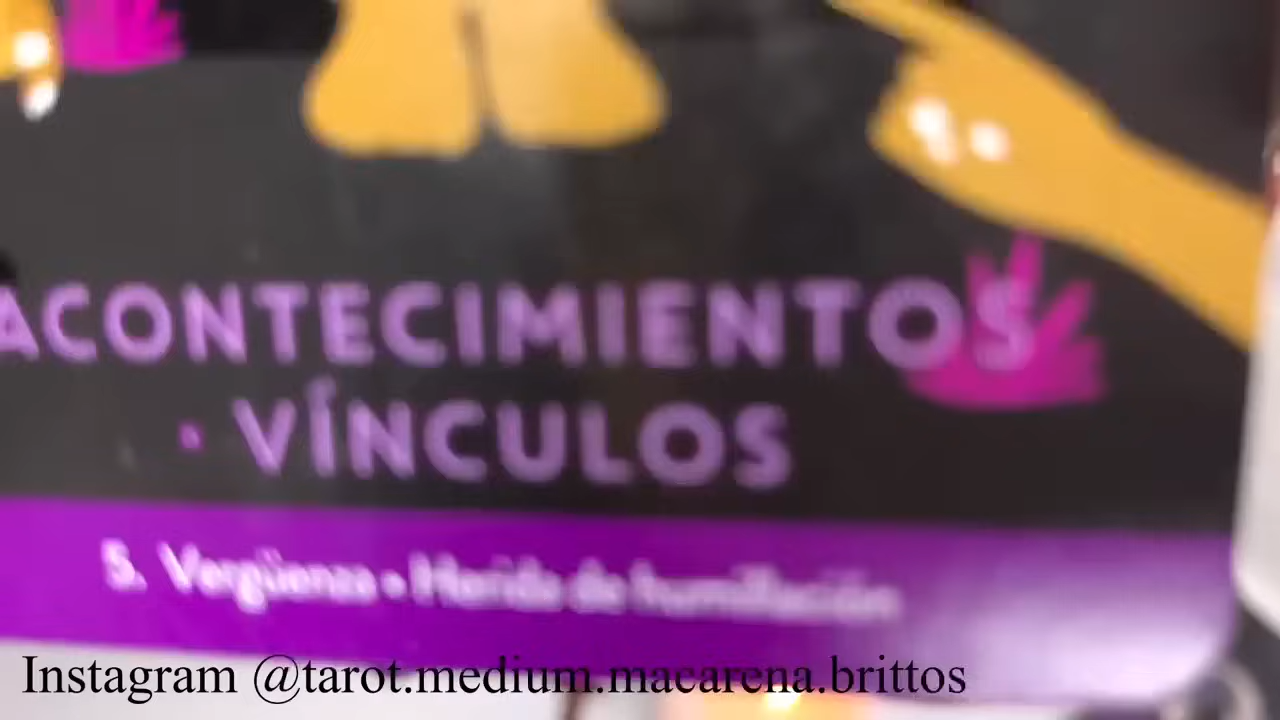 ACONTECIMIENTOS
· VÍNCULOS
5. Vergüenza • Herida de humillación
Instagram @tarot.medium.macarena.brittos